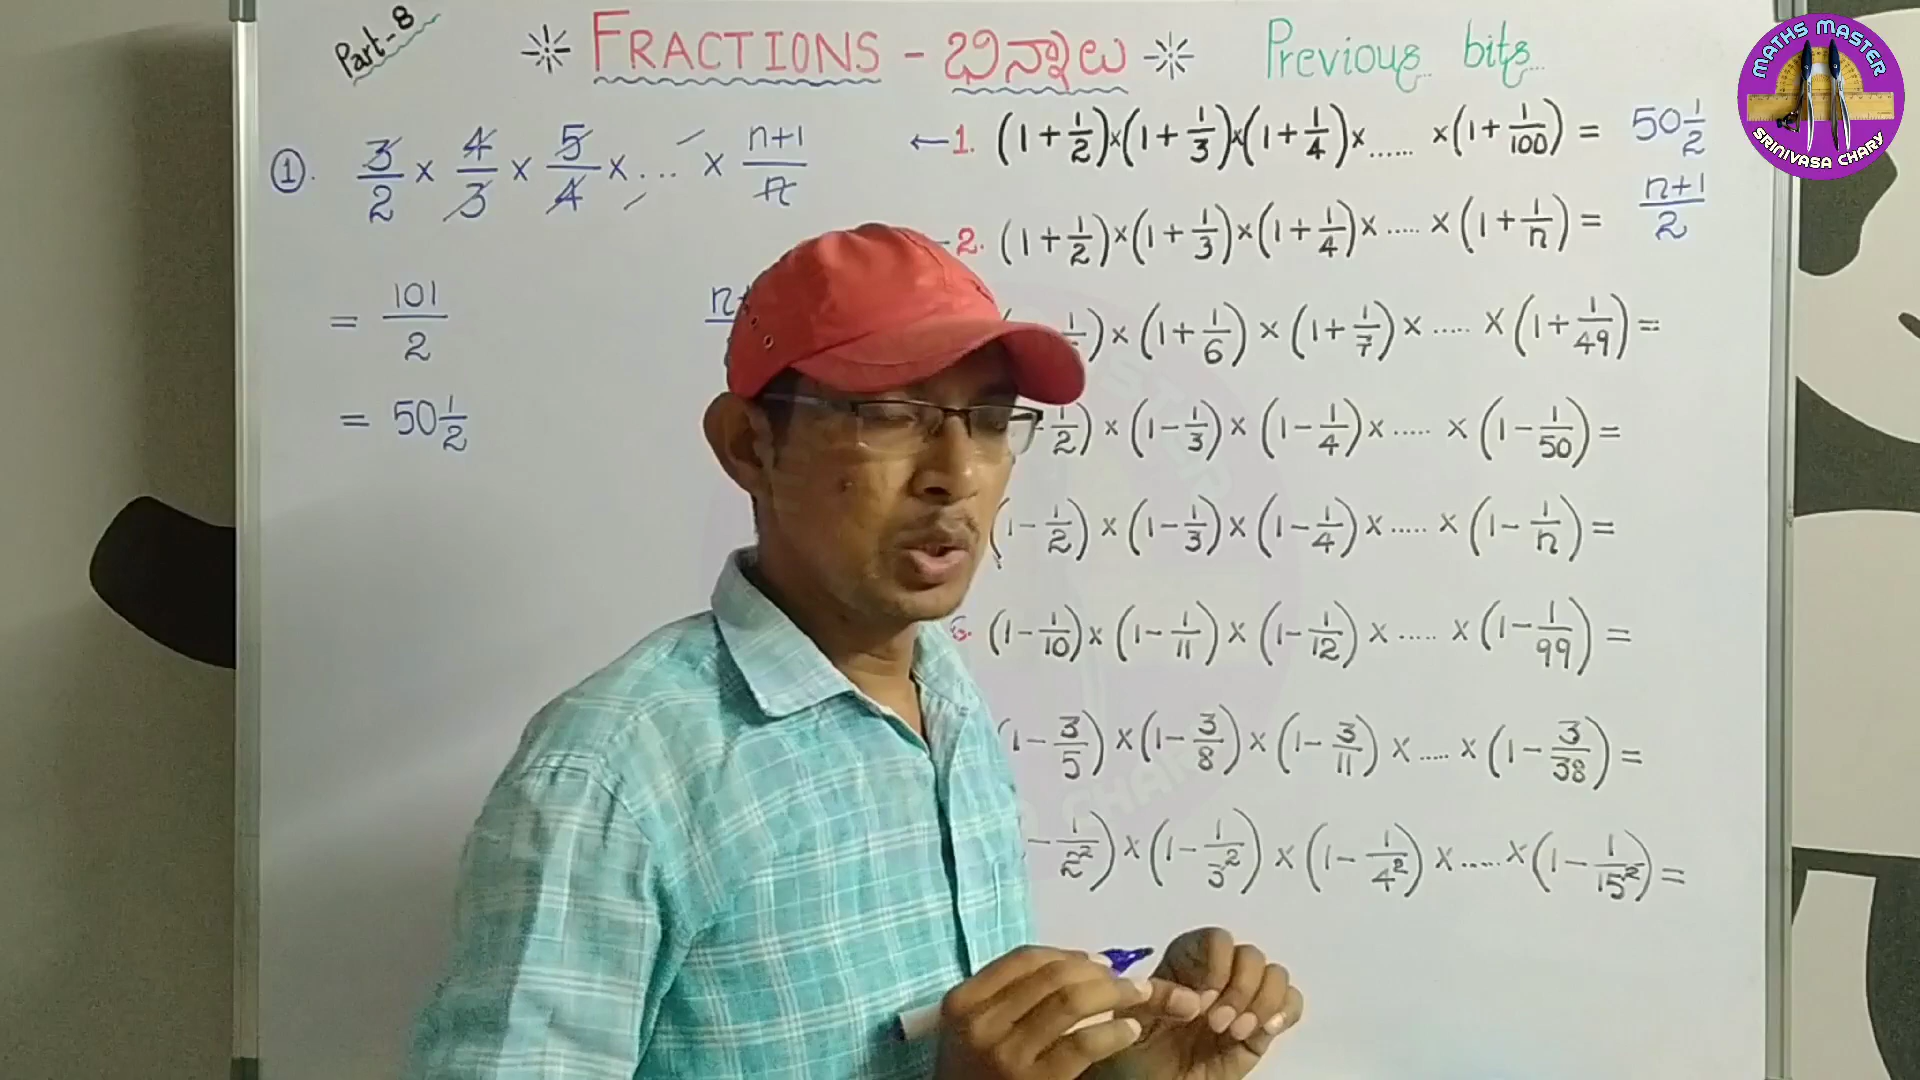 Part-8
FRACTIONS - భిన్నాలు
Previous bits...
MATHS MASTER
SRINIVASA CHARY
1. (1+1/2)×(1+1/3)×(1+1/4)×...... ×(1+1/100) = 50 1/2
2. (1+1/2)×(1+1/3)×(1+1/4)×..... ×(1+1/n) = n+1/2
)×(1+1/6)×(1+1/7)×..... ×(1+1/49) =
1/2)×(1-1/3)×(1-1/4)×..... ×(1-1/50) =
(1-1/2)×(1-1/3)×(1-1/4)×..... ×(1-1/n) =
6. (1-1/10)×(1-1/11)×(1-1/12)×..... ×(1-1/99) =
(1-3/5)×(1-3/8)×(1-3/11)×.... ×(1-3/38) =
-1/2²)×(1-1/3²)×(1-1/4²)×.....×(1-1/15²) =
①. 3/2 × 4/3 × 5/4 × ... × n+1/n
= 101/2
= 50 1/2